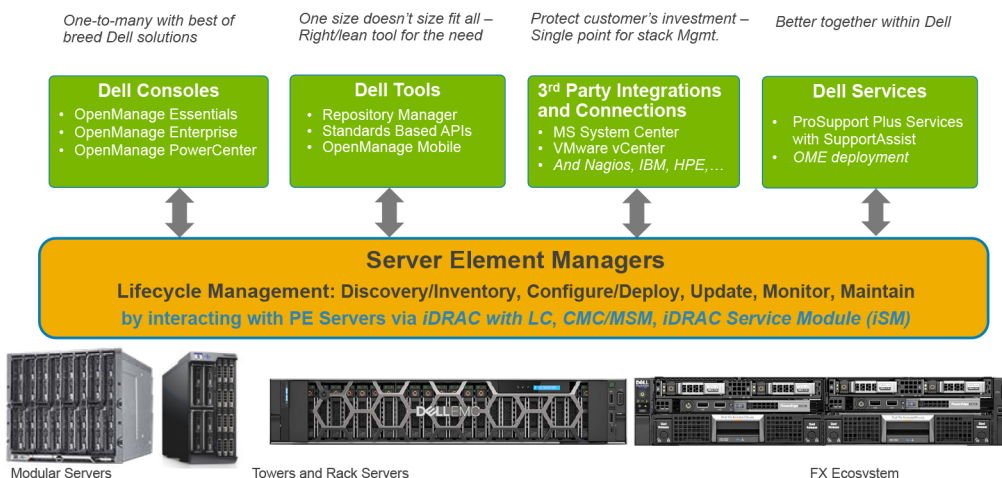 One-to-many with best of
breed Dell solutions
One size doesn't size fit all –
Right/lean tool for the need
Protect customer's investment –
Single point for stack Mgmt.
Better together within Dell
Dell Consoles
• OpenManage Essentials
• OpenManage Enterprise
• OpenManage PowerCenter
Dell Tools
• Repository Manager
• Standards Based APIs
• OpenManage Mobile
3rd Party Integrations
and Connections
• MS System Center
• VMware vCenter
• And Nagios, IBM, HPE,…
Dell Services
• ProSupport Plus Services
with SupportAssist
• OME deployment
Server Element Managers
Lifecycle Management: Discovery/Inventory, Configure/Deploy, Update, Monitor, Maintain
by interacting with PE Servers via iDRAC with LC, CMC/MSM, iDRAC Service Module (iSM)
DELLEMC
Modular Servers
Towers and Rack Servers
FX Ecosystem